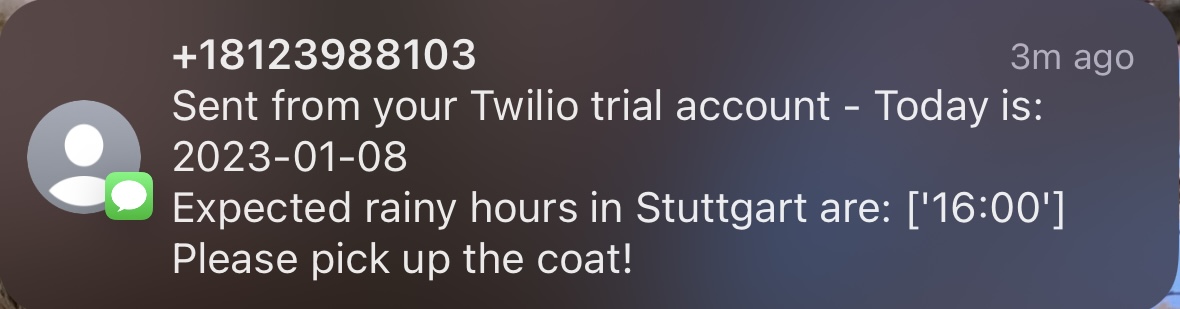 +18123988103
3m ago
Sent from your Twilio trial account - Today is:
2023-01-08
Expected rainy hours in Stuttgart are: ['16:00']
Please pick up the coat!